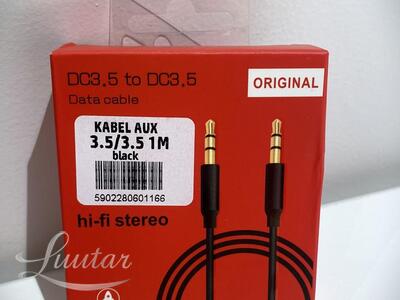 DC3.5 to DC3.5
ORIGINAL
Data cable
KABEL AUX
3.5/3.5 1M
black
5902280601166
hi-fi stereo
Luutar
A